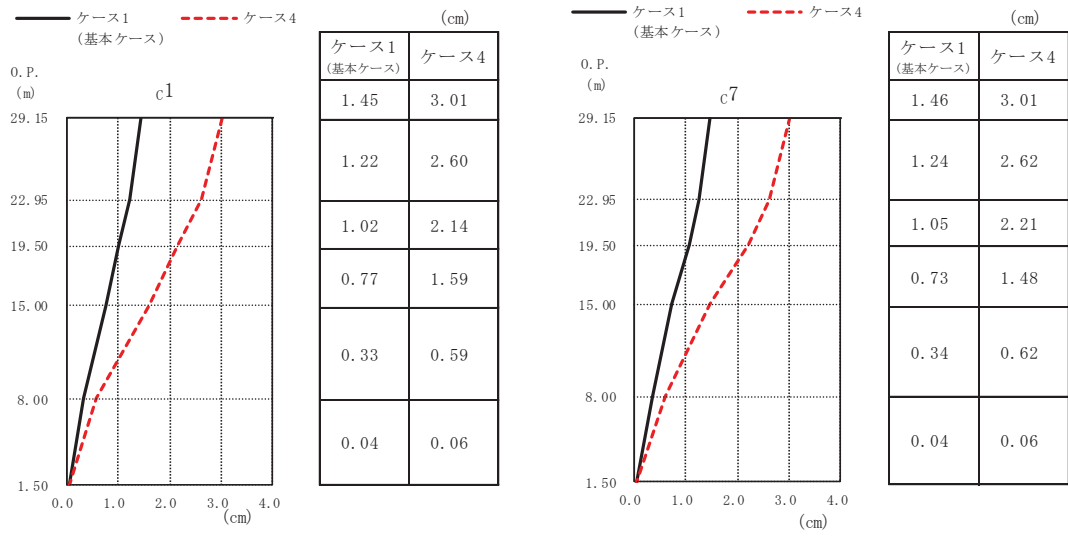 ケース1 ケース4 (cm)
(基本ケース)
ケース1 ケース4
(基本ケース)
O.P.
(m)
C1
1.45 3.01
29.15
1.22 2.60
22.95
1.02 2.14
19.50
0.77 1.59
15.00
0.33 0.59
8.00
0.04 0.06
1.50
0.0 1.0 2.0 3.0 4.0
(cm)
ケース1 ケース4 (cm)
(基本ケース)
ケース1 ケース4
(基本ケース)
O.P.
(m)
C7
1.46 3.01
29.15
1.24 2.62
22.95
1.05 2.21
19.50
0.73 1.48
15.00
0.34 0.62
8.00
0.04 0.06
1.50
0.0 1.0 2.0 3.0 4.0
(cm)